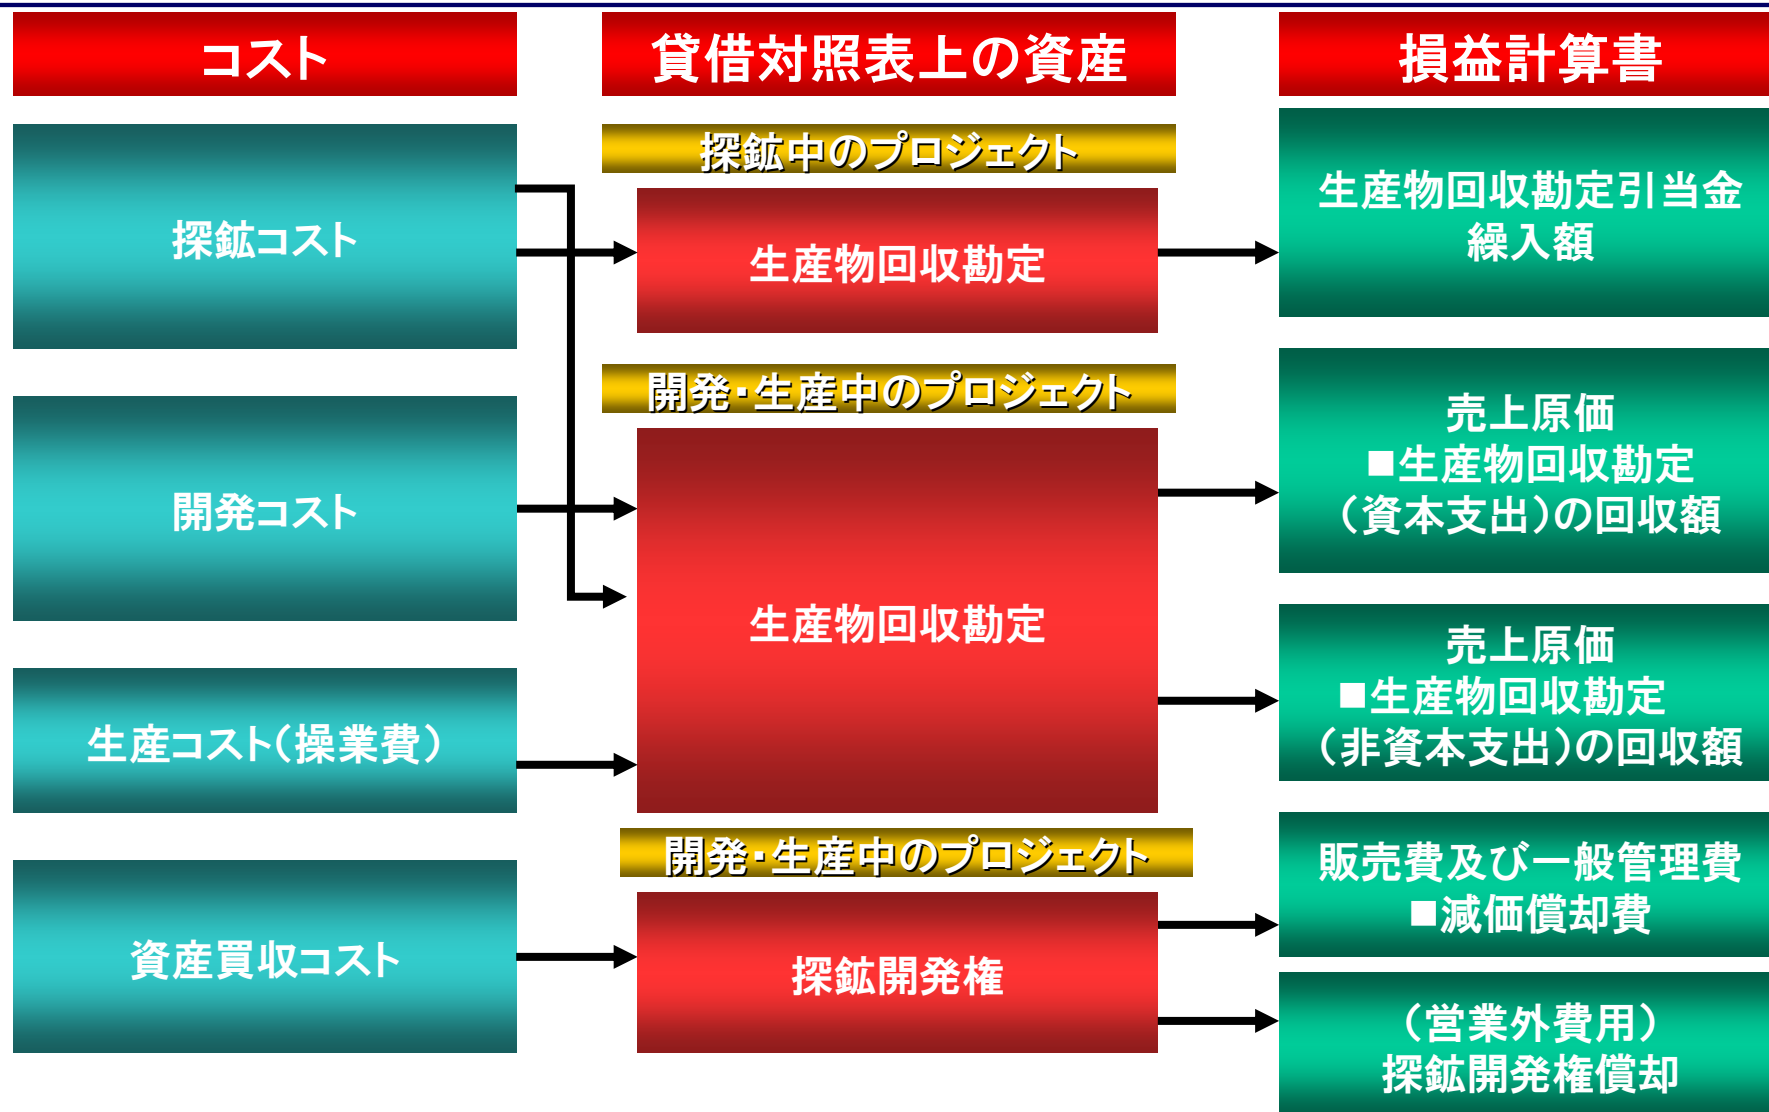 コスト
貸借対照表上の資産
損益計算書
探鉱コスト
開発コスト
生産コスト（操業費）
資産買収コスト
探鉱中のプロジェクト
生産物回収勘定
開発・生産中のプロジェクト
生産物回収勘定
開発・生産中のプロジェクト
探鉱開発権
生産物回収勘定引当金
繰入額
売上原価
■生産物回収勘定
（資本支出）の回収額
売上原価
■生産物回収勘定
（非資本支出）の回収額
販売費及び一般管理費
■減価償却費
（営業外費用）
探鉱開発権償却